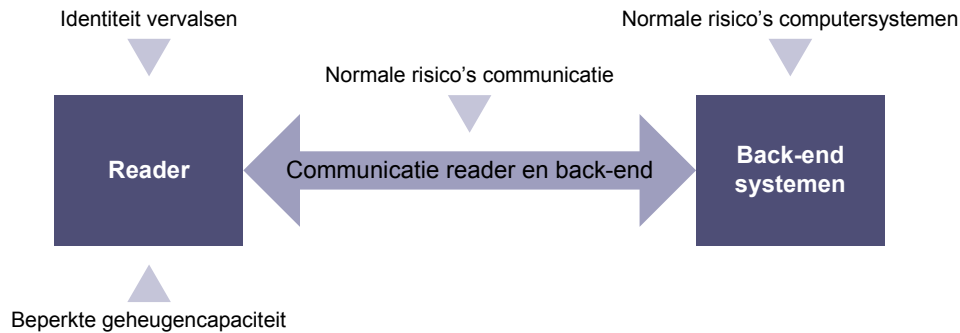 Identiteit vervalsen
Normale risico's computersystemen
Normale risico's communicatie
Reader
Communicatie reader en back-end
Back-end
systemen
Beperkte geheugencapaciteit